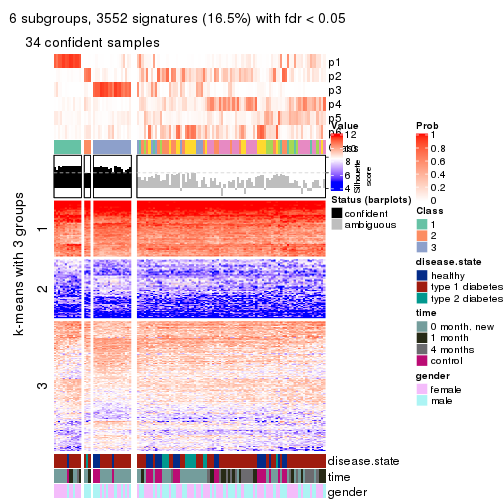 6 subgroups, 3552 signatures (16.5%) with fdr < 0.05
34 confident samples
p1
p2
p3
p4
p5
Value
12
6
4
Silhouette
score
Prob
1
0.8
0.6
0.4
0.2
0
Status (barplots)
confident
ambiguous
Class
1
2
3
disease.state
healthy
type 1 diabetes
type 2 diabetes
time
0 month. new
1 month
4 months
control
gender
female
male
k-means with 3 groups
1
2
3
disease.state
time
gender